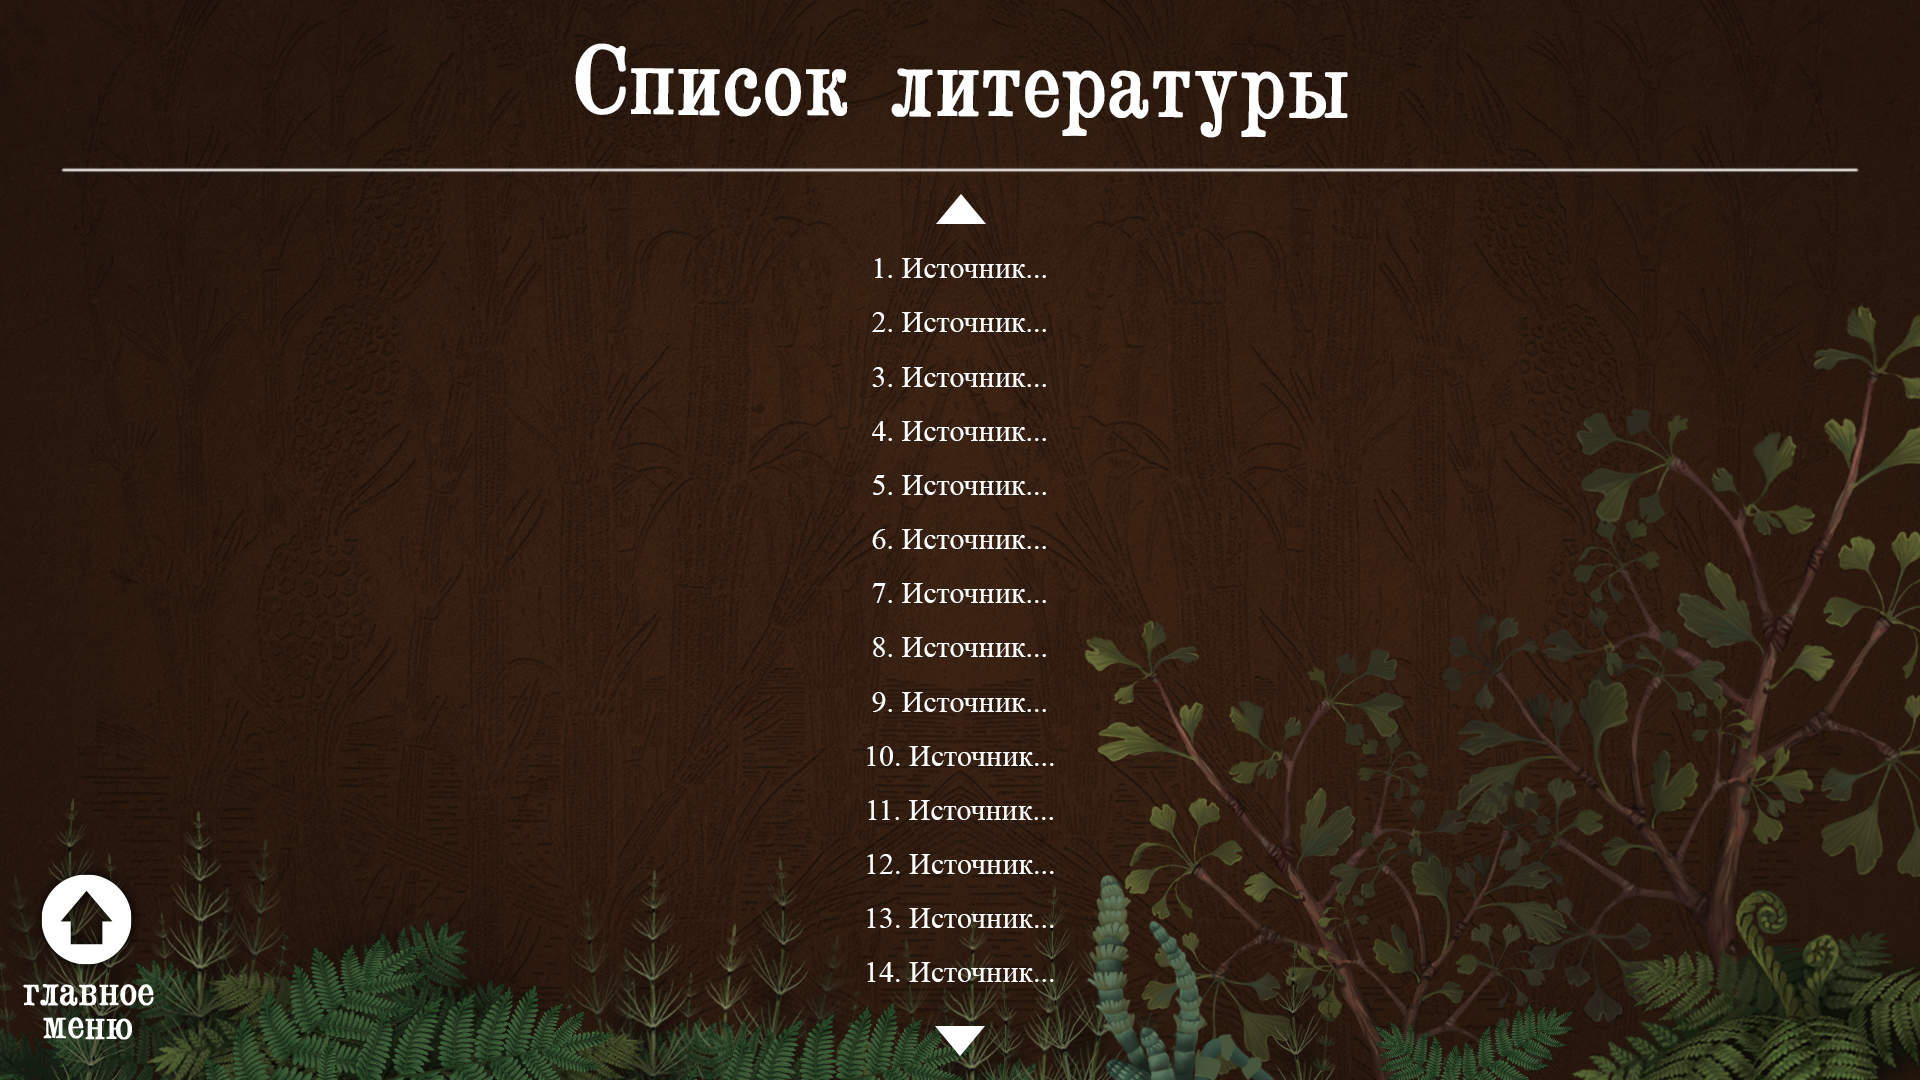 Список литературы
1. Источник...
2. Источник...
3. Источник...
4. Источник...
5. Источник...
6. Источник...
7. Источник...
8. Источник...
9. Источник...
10. Источник...
11. Источник...
12. Источник...
13. Источник...
14. Источник...
главное
меню